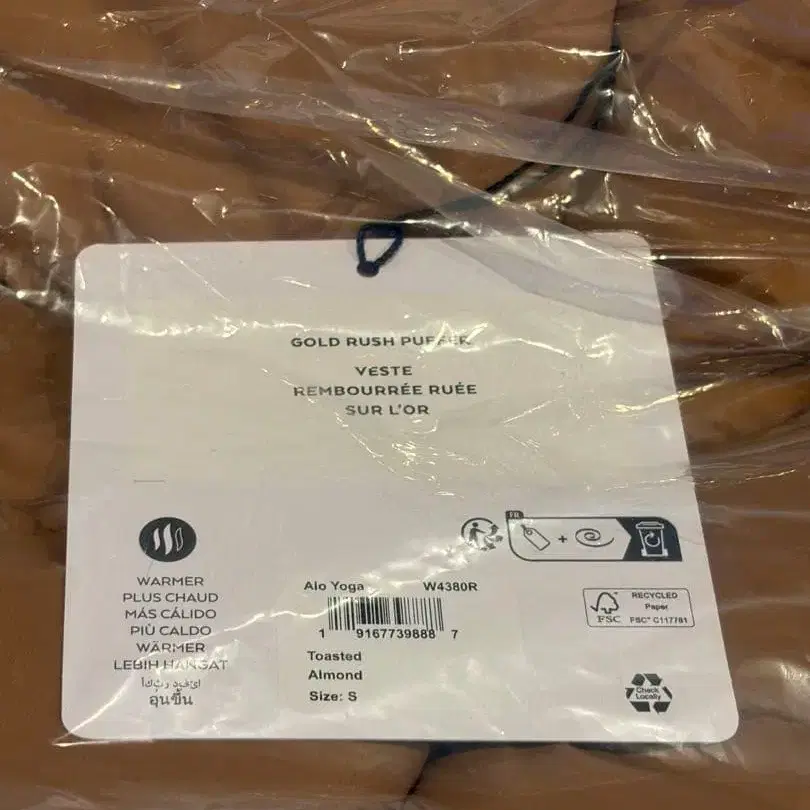 GOLD RUSH PUFFER
VESTE
REMBOURRÉE RUÉE
SUR L'OR
WARMER
PLUS CHAUD
MÁS CÁLIDO
PIÙ CALDO
WÄRMER
LEBIH HANGAT
อุ่นขึ้น
FR
Alo Yoga W4380R
1 9167739888 7
Toasted
Almond
Size: S
FSC
RECYCLED
Paper
FSC® C117781
Check
Locally